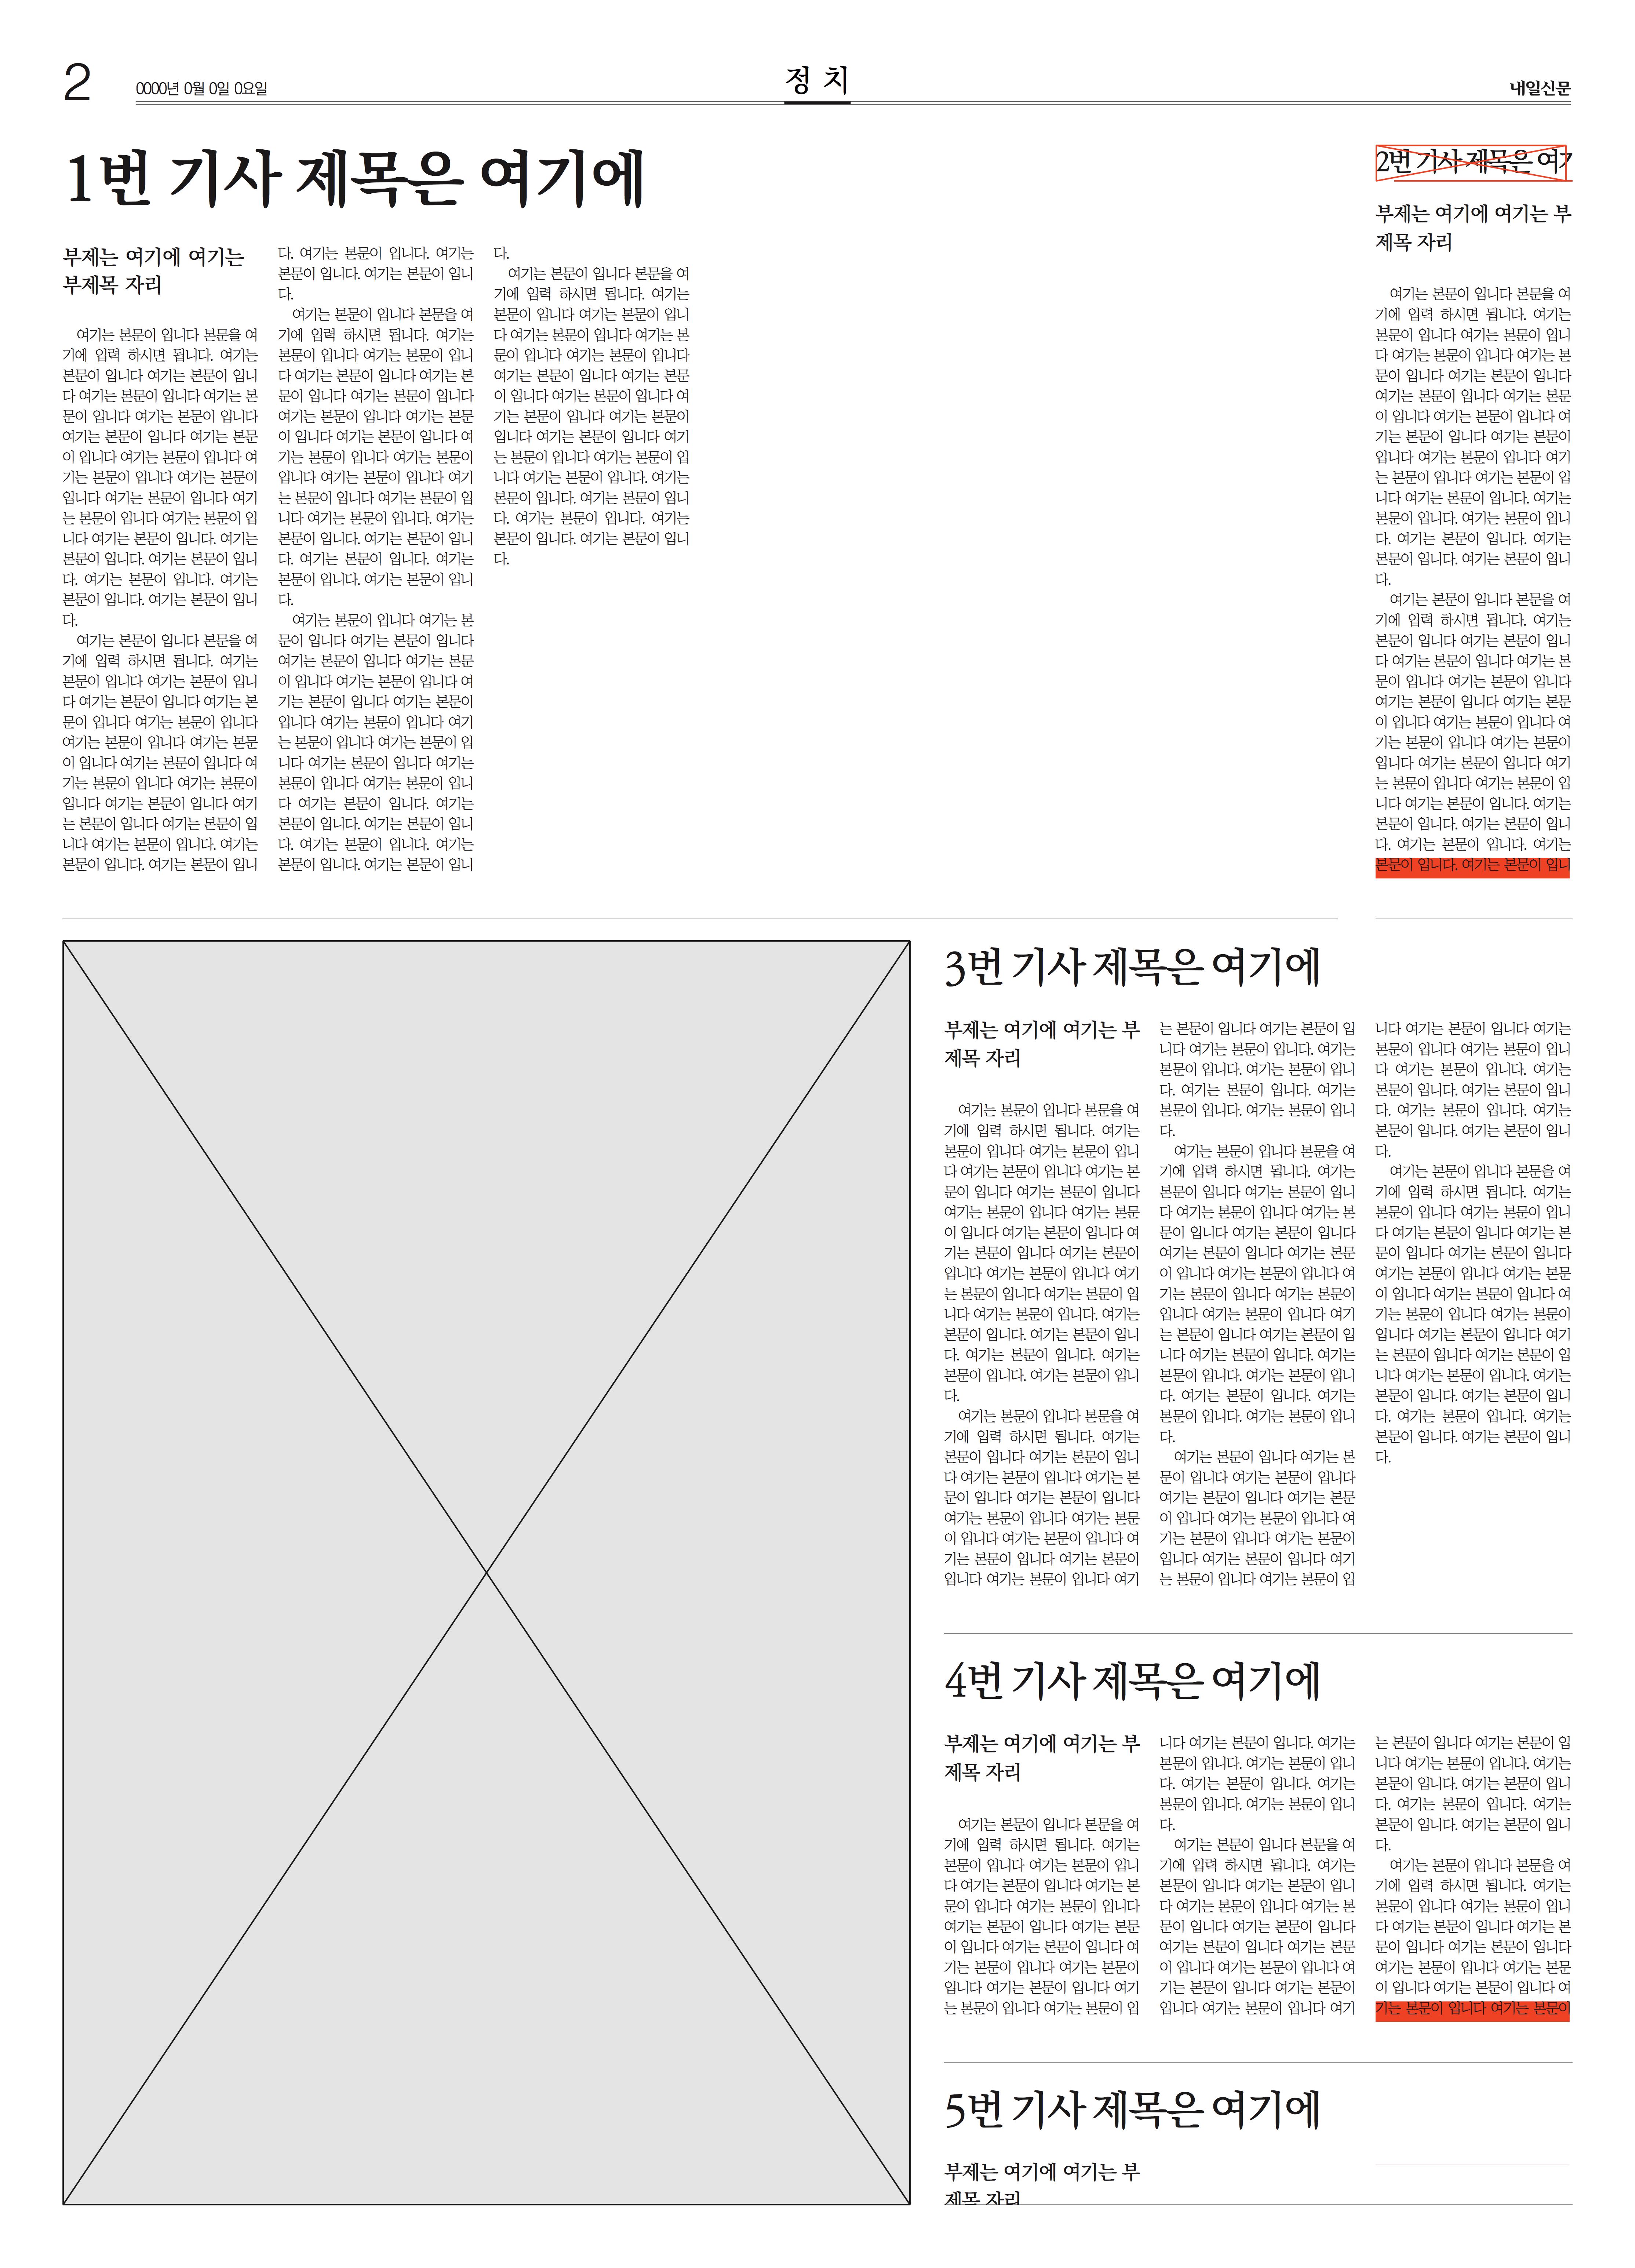 2
0000년 0월 0일 0요일
정 치
내일신문
1번 기사 제목은 여기에
부제는 여기에 여기는
부제목 자리
여기는 본문이 입니다 본문을 여
기에 입력 하시면 됩니다. 여기는
본문이 입니다 여기는 본문이 입니
다 여기는 본문이 입니다 여기는 본
문이 입니다 여기는 본문이 입니다
여기는 본문이 입니다 여기는 본문
이 입니다 여기는 본문이 입니다 여
기는 본문이 입니다 여기는 본문이
입니다 여기는 본문이 입니다 여기
는 본문이 입니다 여기는 본문이 입
니다 여기는 본문이 입니다. 여기는
본문이 입니다. 여기는 본문이 입니
다. 여기는 본문이 입니다. 여기는
본문이 입니다. 여기는 본문이 입니
다.
여기는 본문이 입니다 본문을 여
기에 입력 하시면 됩니다. 여기는
본문이 입니다 여기는 본문이 입니
다 여기는 본문이 입니다 여기는 본
문이 입니다 여기는 본문이 입니다
여기는 본문이 입니다 여기는 본문
이 입니다 여기는 본문이 입니다 여
기는 본문이 입니다 여기는 본문이
입니다 여기는 본문이 입니다 여기
는 본문이 입니다 여기는 본문이 입
니다 여기는 본문이 입니다. 여기는
본문이 입니다. 여기는 본문이 입니
다. 여기는 본문이 입니다. 여기는
본문이 입니다. 여기는 본문이 입니
다.
여기는 본문이 입니다 본문을 여
기에 입력 하시면 됩니다. 여기는
본문이 입니다 여기는 본문이 입니
다 여기는 본문이 입니다 여기는 본
문이 입니다 여기는 본문이 입니다
여기는 본문이 입니다 여기는 본문
이 입니다 여기는 본문이 입니다 여
기는 본문이 입니다 여기는 본문이
입니다 여기는 본문이 입니다 여기
는 본문이 입니다 여기는 본문이 입
니다 여기는 본문이 입니다. 여기는
본문이 입니다. 여기는 본문이 입니
다. 여기는 본문이 입니다. 여기는
본문이 입니다. 여기는 본문이 입니
다.
여기는 본문이 입니다 여기는 본
문이 입니다 여기는 본문이 입니다
여기는 본문이 입니다 여기는 본문
이 입니다 여기는 본문이 입니다 여
기는 본문이 입니다 여기는 본문이
입니다 여기는 본문이 입니다 여기
는 본문이 입니다 여기는 본문이 입
니다 여기는 본문이 입니다 여기는
본문이 입니다 여기는 본문이 입니
다 여기는 본문이 입니다. 여기는
본문이 입니다. 여기는 본문이 입니
다. 여기는 본문이 입니다. 여기는
본문이 입니다. 여기는 본문이 입니
다.
여기는 본문이 입니다 본문을 여
기에 입력 하시면 됩니다. 여기는
본문이 입니다 여기는 본문이 입니
다 여기는 본문이 입니다 여기는 본
문이 입니다 여기는 본문이 입니다
여기는 본문이 입니다 여기는 본문
이 입니다 여기는 본문이 입니다 여
기는 본문이 입니다 여기는 본문이
입니다 여기는 본문이 입니다 여기
는 본문이 입니다 여기는 본문이 입
니다 여기는 본문이 입니다. 여기는
본문이 입니다. 여기는 본문이 입니
다. 여기는 본문이 입니다. 여기는
본문이 입니다. 여기는 본문이 입니
다.
2번 기사 제목은 여
부제는 여기에 여기는 부
제목 자리
여기는 본문이 입니다 본문을 여
기에 입력 하시면 됩니다. 여기는
본문이 입니다 여기는 본문이 입니
다 여기는 본문이 입니다 여기는 본
문이 입니다 여기는 본문이 입니다
여기는 본문이 입니다 여기는 본문
이 입니다 여기는 본문이 입니다 여
기는 본문이 입니다 여기는 본문이
입니다 여기는 본문이 입니다 여기
는 본문이 입니다 여기는 본문이 입
니다 여기는 본문이 입니다. 여기는
본문이 입니다. 여기는 본문이 입니
다. 여기는 본문이 입니다. 여기는
본문이 입니다. 여기는 본문이 입니
다.
여기는 본문이 입니다 본문을 여
기에 입력 하시면 됩니다. 여기는
본문이 입니다 여기는 본문이 입니
다 여기는 본문이 입니다 여기는 본
문이 입니다 여기는 본문이 입니다
여기는 본문이 입니다 여기는 본문
이 입니다 여기는 본문이 입니다 여
기는 본문이 입니다 여기는 본문이
입니다 여기는 본문이 입니다 여기
는 본문이 입니다 여기는 본문이 입
니다 여기는 본문이 입니다. 여기는
본문이 입니다. 여기는 본문이 입니
다. 여기는 본문이 입니다. 여기는
본문이 입니다. 여기는 본문이 입니
3번 기사 제목은 여기에
부제는 여기에 여기는 부
제목 자리
여기는 본문이 입니다 본문을 여
기에 입력 하시면 됩니다. 여기는
본문이 입니다 여기는 본문이 입니
다 여기는 본문이 입니다 여기는 본
문이 입니다 여기는 본문이 입니다
여기는 본문이 입니다 여기는 본문
이 입니다 여기는 본문이 입니다 여
기는 본문이 입니다 여기는 본문이
입니다 여기는 본문이 입니다 여기
는 본문이 입니다 여기는 본문이 입
니다 여기는 본문이 입니다. 여기는
본문이 입니다. 여기는 본문이 입니
다. 여기는 본문이 입니다. 여기는
본문이 입니다. 여기는 본문이 입니
다.
여기는 본문이 입니다 본문을 여
기에 입력 하시면 됩니다. 여기는
본문이 입니다 여기는 본문이 입니
다 여기는 본문이 입니다 여기는 본
문이 입니다 여기는 본문이 입니다
여기는 본문이 입니다 여기는 본문
이 입니다 여기는 본문이 입니다 여
기는 본문이 입니다 여기는 본문이
입니다 여기는 본문이 입니다 여기
는 본문이 입니다 여기는 본문이 입
니다 여기는 본문이 입니다. 여기는
본문이 입니다. 여기는 본문이 입니
다. 여기는 본문이 입니다. 여기는
본문이 입니다. 여기는 본문이 입니
다.
여기는 본문이 입니다 본문을 여
기에 입력 하시면 됩니다. 여기는
본문이 입니다 여기는 본문이 입니
다 여기는 본문이 입니다 여기는 본
문이 입니다 여기는 본문이 입니다
여기는 본문이 입니다 여기는 본문
이 입니다 여기는 본문이 입니다 여
기는 본문이 입니다 여기는 본문이
입니다 여기는 본문이 입니다 여기
는 본문이 입니다 여기는 본문이 입
니다 여기는 본문이 입니다. 여기는
본문이 입니다. 여기는 본문이 입니
다. 여기는 본문이 입니다. 여기는
본문이 입니다. 여기는 본문이 입니
다.
여기는 본문이 입니다 여기는 본
문이 입니다 여기는 본문이 입니다
여기는 본문이 입니다 여기는 본문
이 입니다 여기는 본문이 입니다 여
기는 본문이 입니다 여기는 본문이
입니다 여기는 본문이 입니다 여기
는 본문이 입니다 여기는 본문이 입
니다 여기는 본문이 입니다 여기는
본문이 입니다 여기는 본문이 입니
다 여기는 본문이 입니다. 여기는
본문이 입니다. 여기는 본문이 입니
다. 여기는 본문이 입니다. 여기는
본문이 입니다. 여기는 본문이 입니
다.
여기는 본문이 입니다 본문을 여
기에 입력 하시면 됩니다. 여기는
본문이 입니다 여기는 본문이 입니
다 여기는 본문이 입니다 여기는 본
문이 입니다 여기는 본문이 입니다
여기는 본문이 입니다 여기는 본문
이 입니다 여기는 본문이 입니다 여
기는 본문이 입니다 여기는 본문이
입니다 여기는 본문이 입니다 여기
는 본문이 입니다 여기는 본문이 입
니다 여기는 본문이 입니다. 여기는
본문이 입니다. 여기는 본문이 입니
다. 여기는 본문이 입니다. 여기는
본문이 입니다. 여기는 본문이 입니
다.
4번 기사 제목은 여기에
부제는 여기에 여기는 부
제목 자리
여기는 본문이 입니다 본문을 여
기에 입력 하시면 됩니다. 여기는
본문이 입니다 여기는 본문이 입니
다 여기는 본문이 입니다 여기는 본
문이 입니다 여기는 본문이 입니다
여기는 본문이 입니다 여기는 본문
이 입니다 여기는 본문이 입니다 여
기는 본문이 입니다 여기는 본문이
입니다 여기는 본문이 입니다 여기
는 본문이 입니다 여기는 본문이 입
니다 여기는 본문이 입니다. 여기는
본문이 입니다. 여기는 본문이 입니
다. 여기는 본문이 입니다. 여기는
본문이 입니다. 여기는 본문이 입니
다.
여기는 본문이 입니다 본문을 여
기에 입력 하시면 됩니다. 여기는
본문이 입니다 여기는 본문이 입니
다 여기는 본문이 입니다 여기는 본
문이 입니다 여기는 본문이 입니다
여기는 본문이 입니다 여기는 본문
이 입니다 여기는 본문이 입니다 여
기는 본문이 입니다 여기는 본문이
입니다 여기는 본문이 입니다 여기
는 본문이 입니다 여기는 본문이 입
니다 여기는 본문이 입니다. 여기는
본문이 입니다. 여기는 본문이 입니
다. 여기는 본문이 입니다. 여기는
본문이 입니다. 여기는 본문이 입니
다.
여기는 본문이 입니다 본문을 여
기에 입력 하시면 됩니다. 여기는
본문이 입니다 여기는 본문이 입니
다 여기는 본문이 입니다 여기는 본
문이 입니다 여기는 본문이 입니다
여기는 본문이 입니다 여기는 본문
이 입니다 여기는 본문이 입니다 여
기는 본문이 입니다 여기는 본문이
5번 기사 제목은 여기에
부제는 여기에 여기는 부
제목 자리